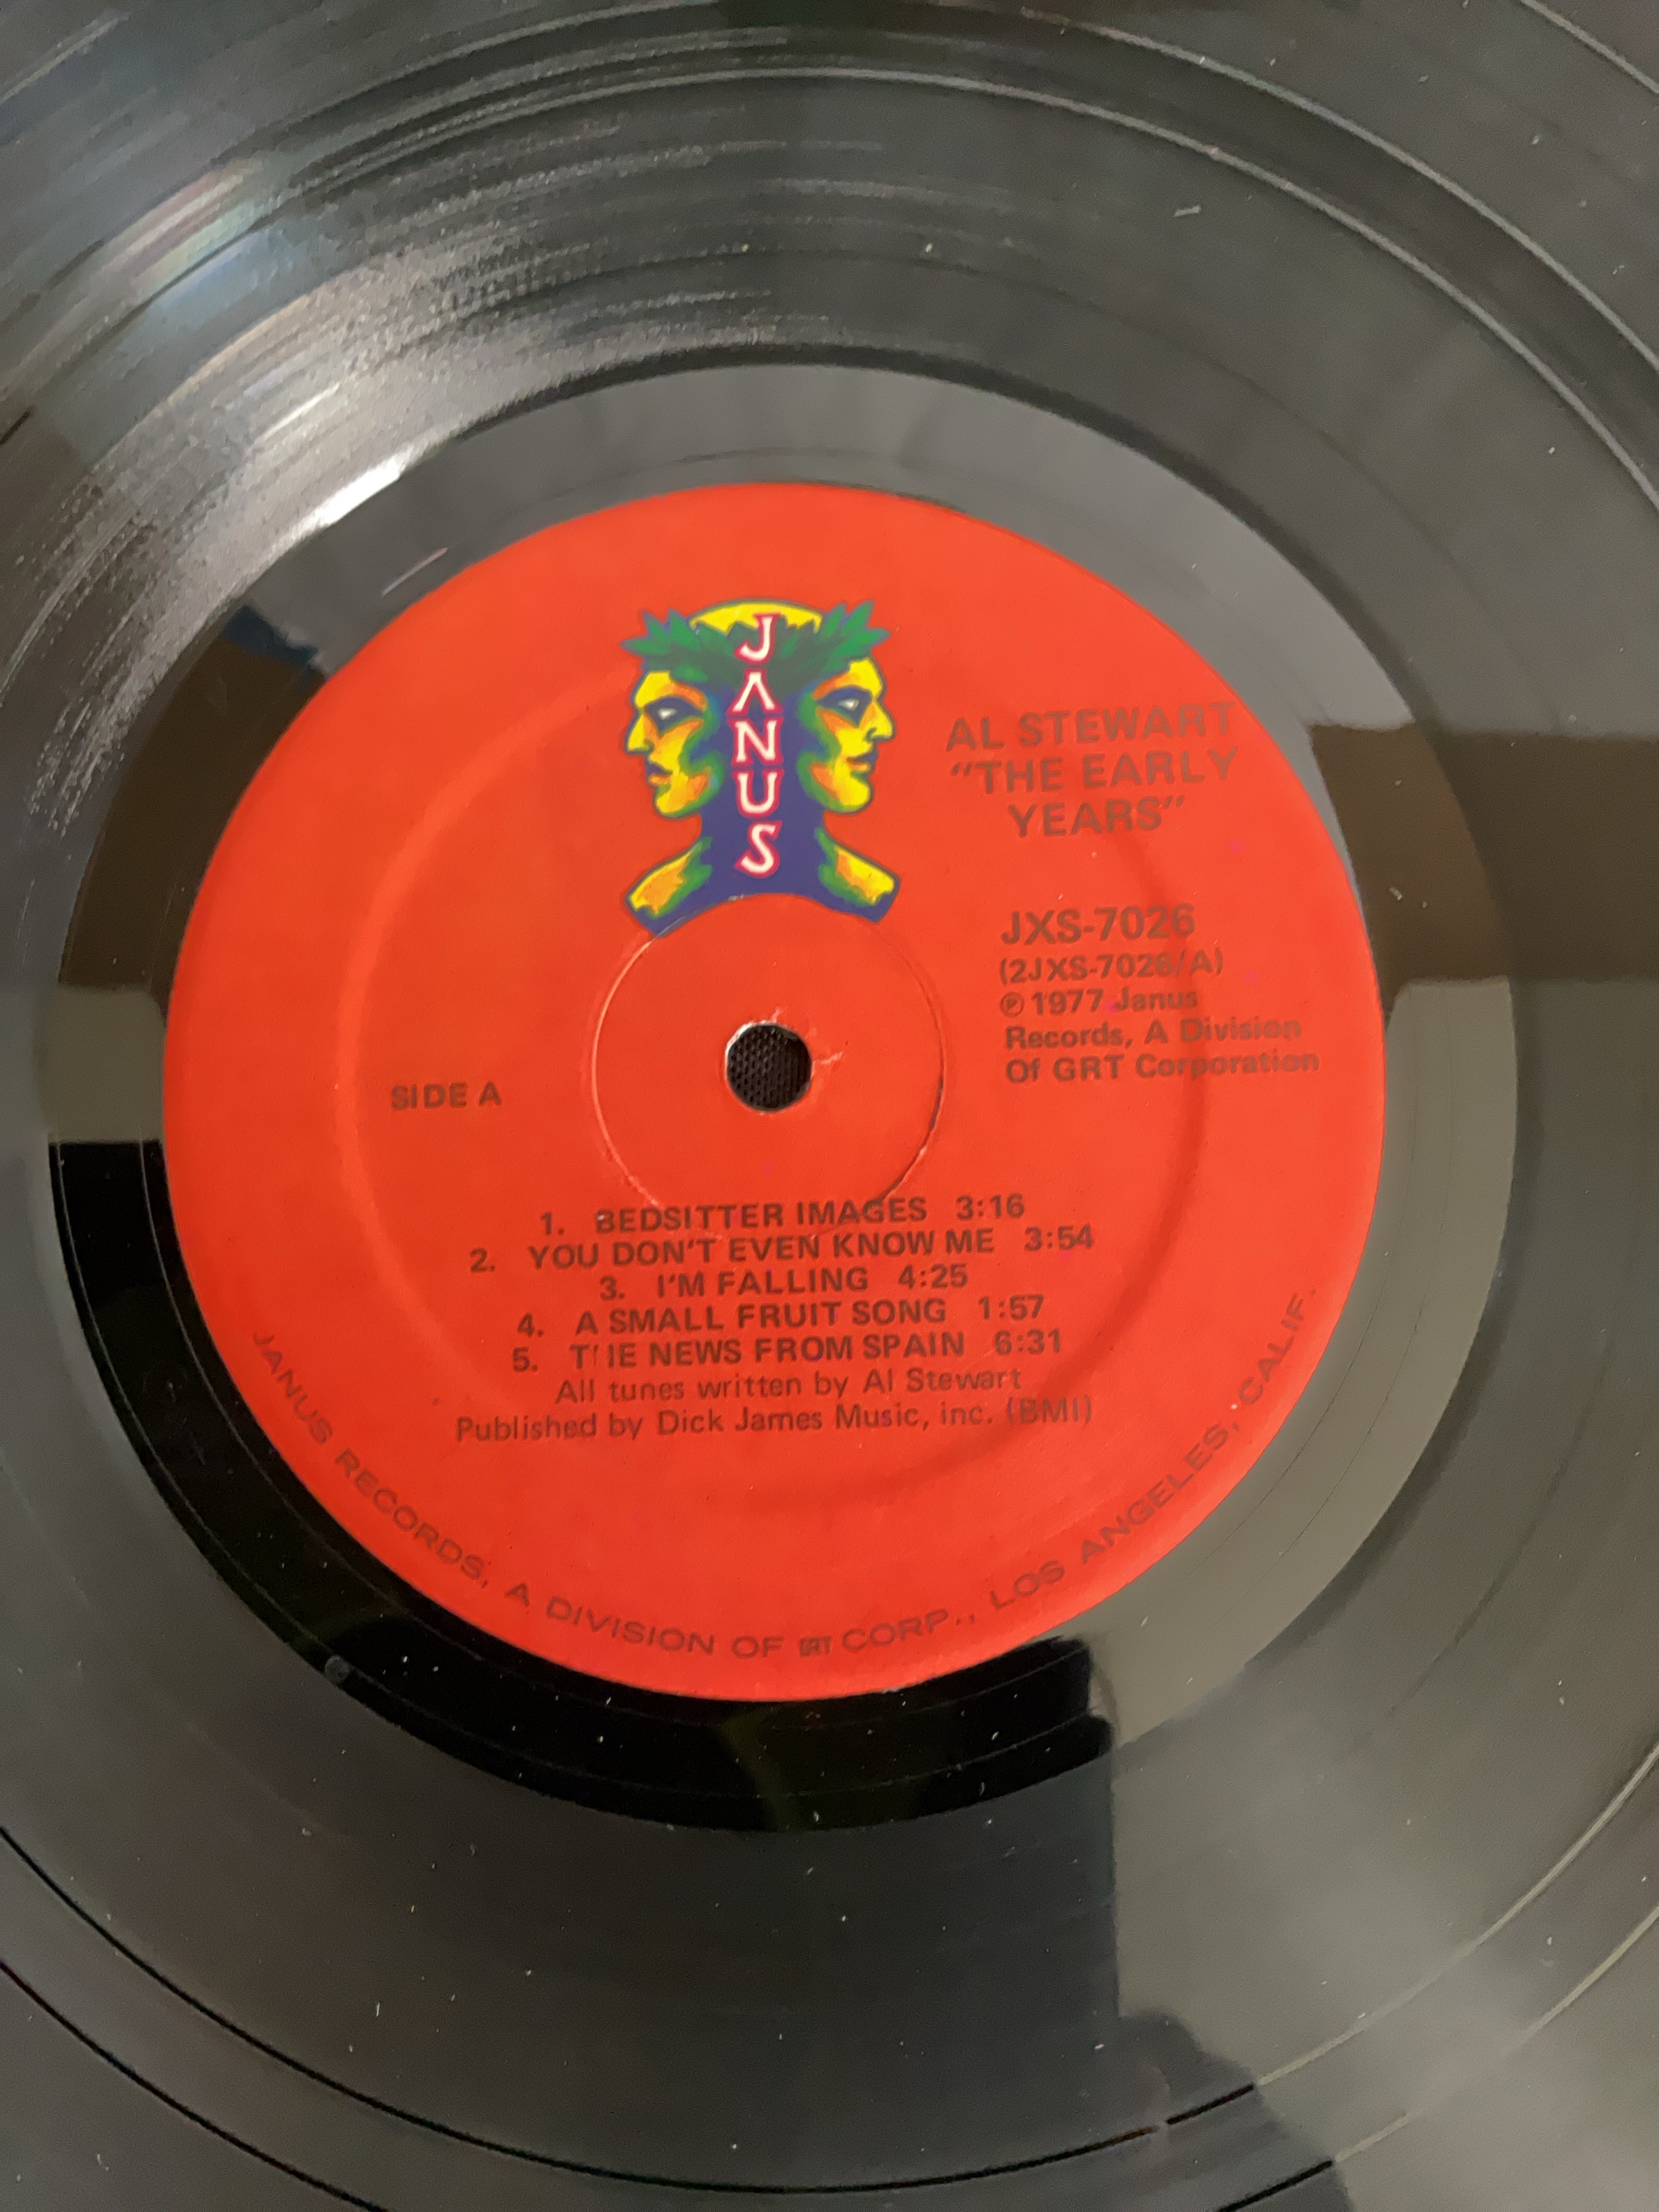 JANUS
AL STEWART
"THE EARLY
YEARS"
JXS-7026
(2JXS-7026/A)
℗ 1977 Janus
Records, A Division
Of GRT Corporation
SIDE A
1. BEDSITTER IMAGES 3:16
2. YOU DON'T EVEN KNOW ME 3:54
3. I'M FALLING 4:25
4. A SMALL FRUIT SONG 1:57
5. THE NEWS FROM SPAIN 6:31
All tunes written by Al Stewart
Published by Dick James Music, inc. (BMI)
JANUS RECORDS, A DIVISION OF GRT CORP., LOS ANGELES, CALIF.